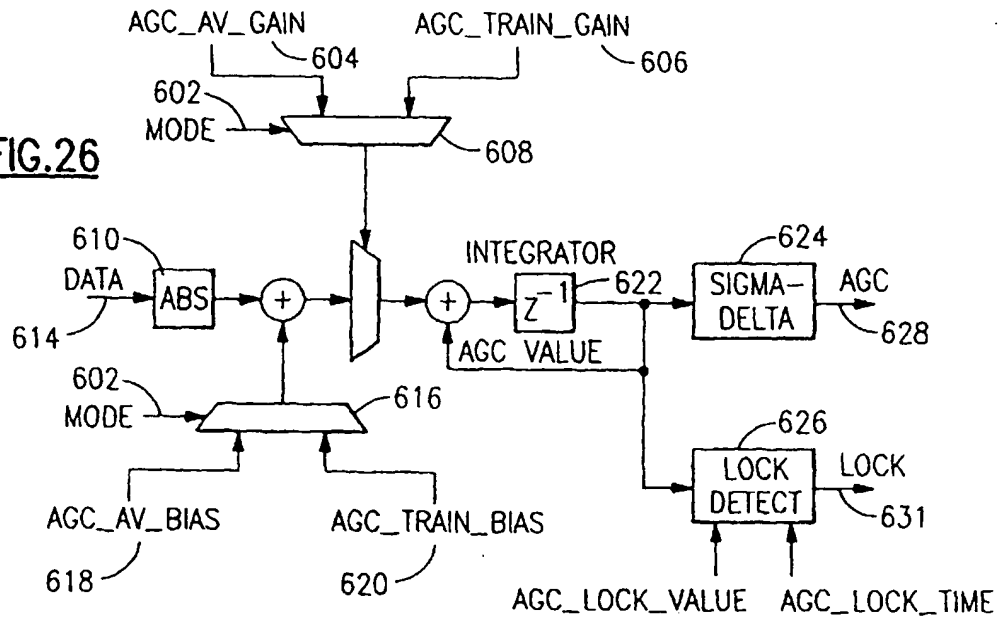 AGC_AV_GAIN
604
AGC_TRAIN_GAIN
606
602
MODE
608
FIG.26
610
DATA
614
ABS
+
+
INTEGRATOR
Z-1
622
AGC VALUE
624
SIGMA-
DELTA
AGC
628
602
MODE
616
AGC_AV_BIAS
618
AGC_TRAIN_BIAS
620
626
LOCK
DETECT
LOCK
631
AGC_LOCK_VALUE
AGC_LOCK_TIME